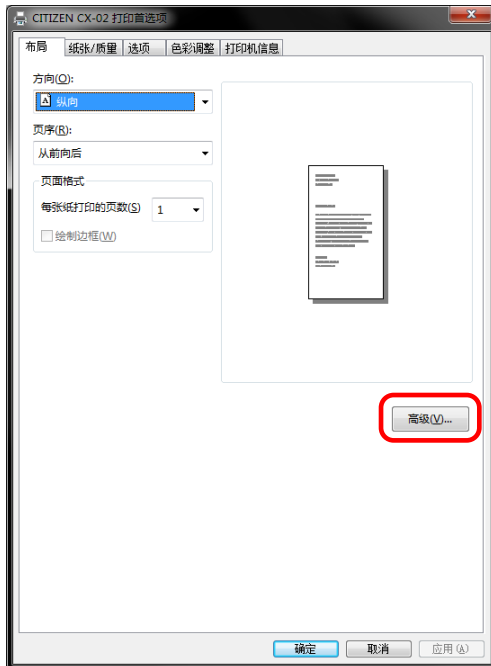 CITIZEN CX-02 打印首选项
布局 纸张/质量 选项 色彩调整 打印机信息
方向(O):
A 纵向
页序(R):
从前向后
页面格式
每张纸打印的页数(S) 1
绘制边框(W)
高级(V)...
确定 取消 应用(A)